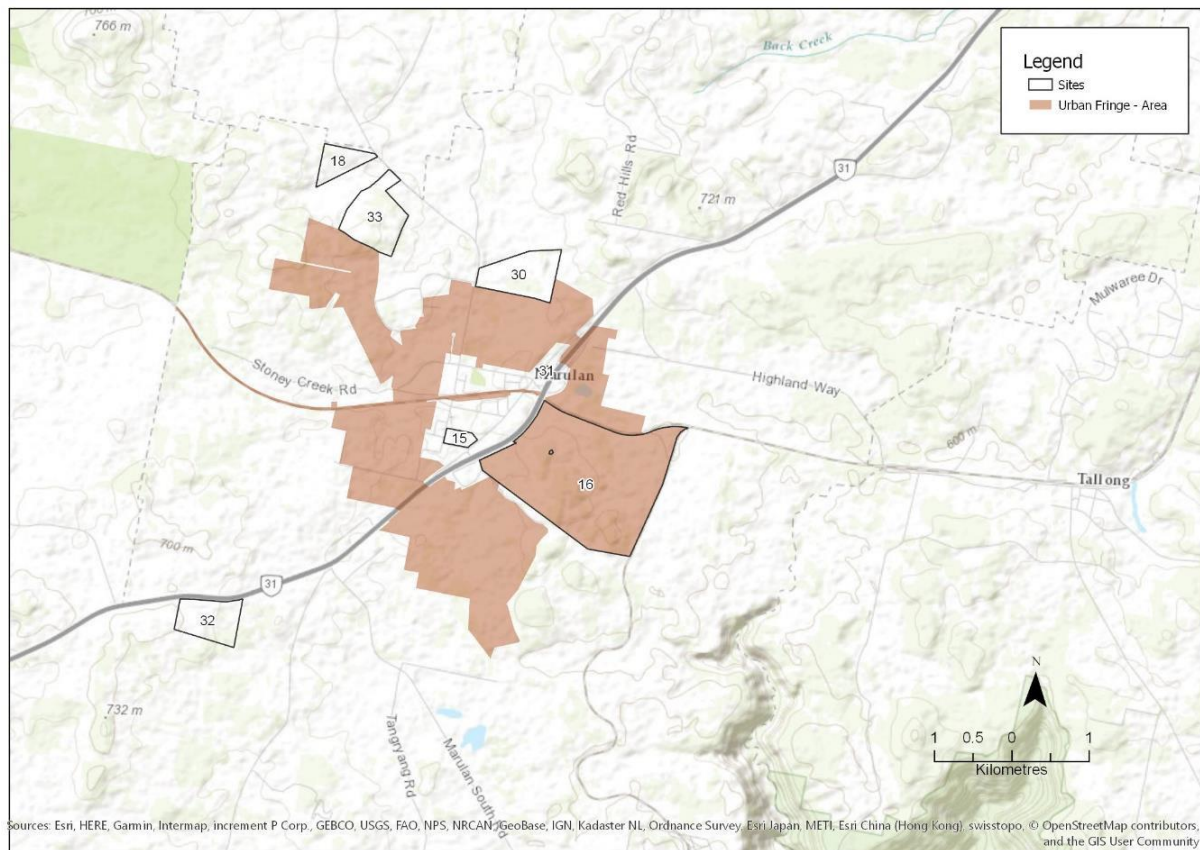 766 m
Back Creek
Legend
Sites
Urban Fringe - Area
18
Red Hills Rd
31
33
721 m
30
Mulwaree Dr
31
Marulan
Stoney Creek Rd
Highland Way
15
600 m
16
Tallong
700 m
31
32
N
732 m
Tangryang Rd
Marulan South Rd
1 0.5 0 1
Kilometres
Sources: Esri, HERE, Garmin, Intermap, increment P Corp., GEBCO, USGS, FAO, NPS, NRCAN, GeoBase, IGN, Kadaster NL, Ordnance Survey, Esri Japan, METI, Esri China (Hong Kong), swisstopo, © OpenStreetMap contributors,
and the GIS User Community